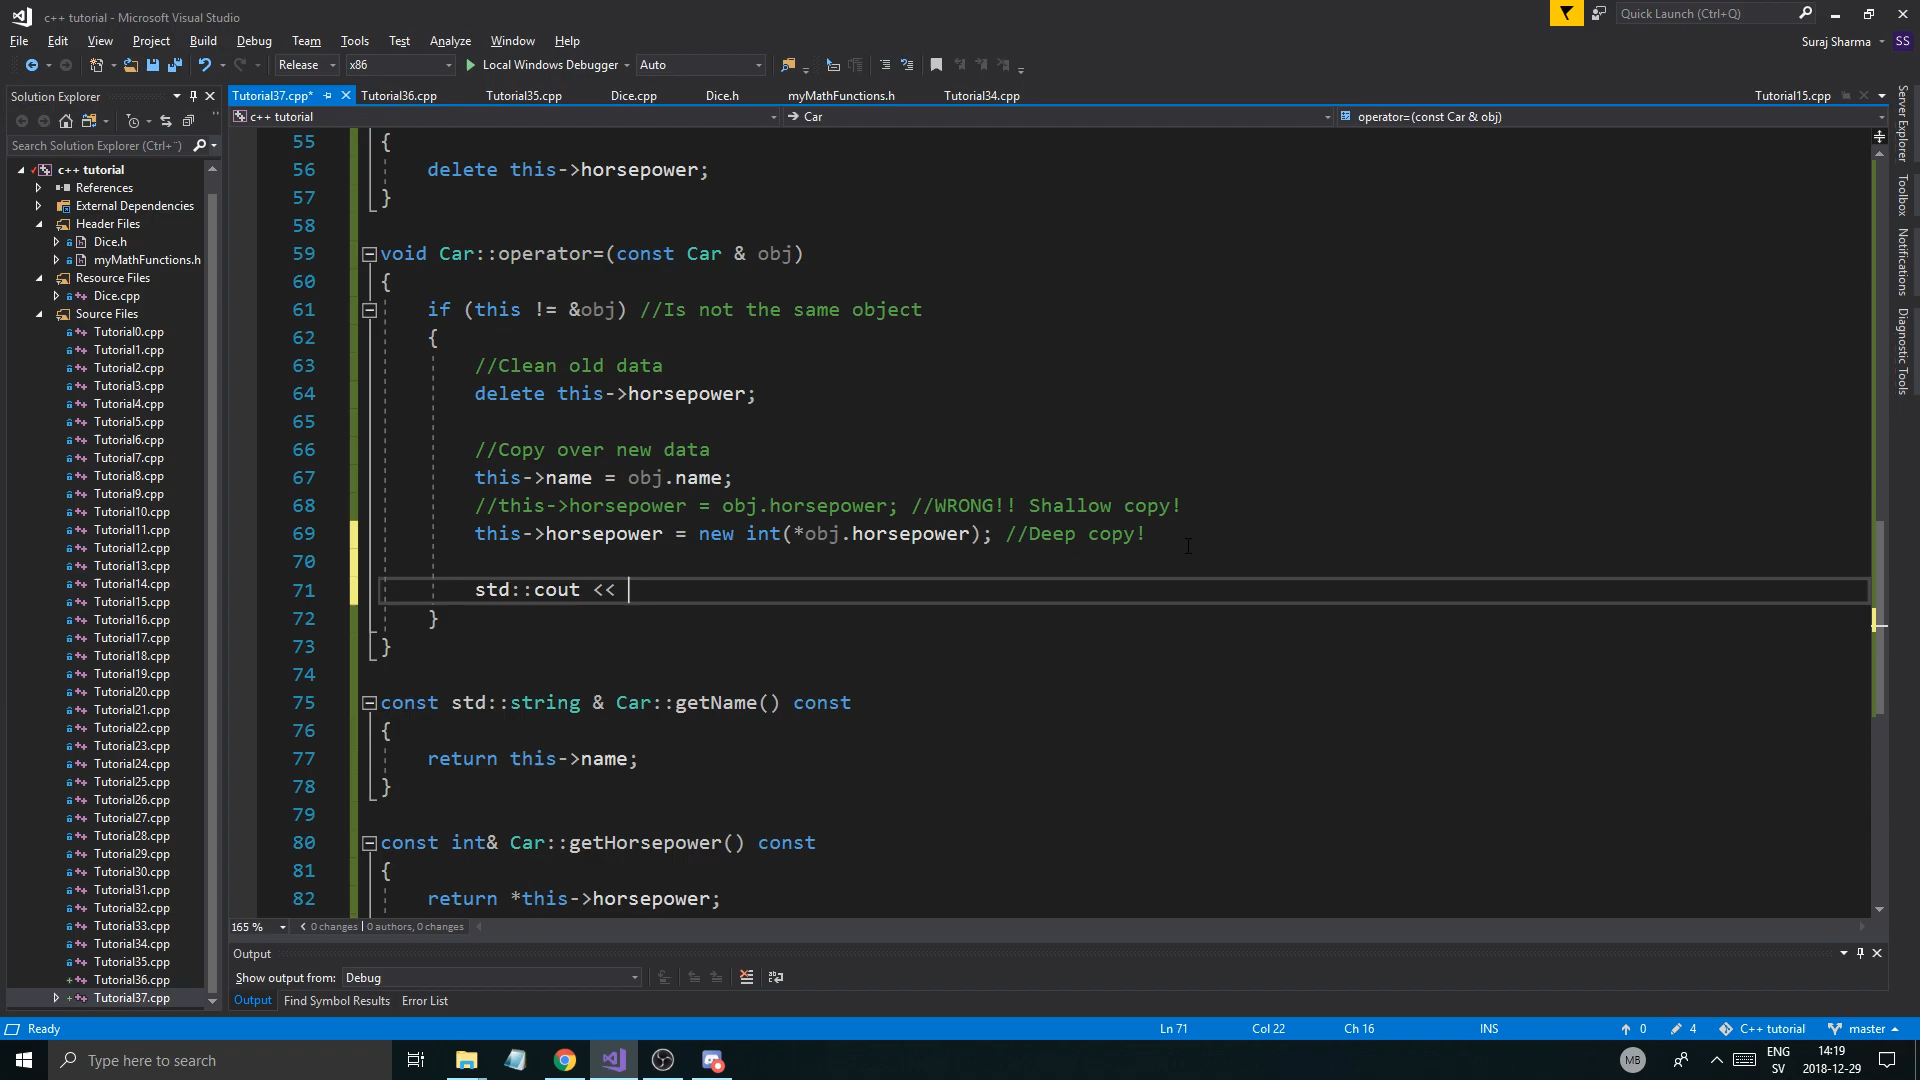 c++ tutorial - Microsoft Visual Studio
Quick Launch (Ctrl+Q)
File Edit View Project Build Debug Team Tools Test Analyze Window Help
Suraj Sharma SS
Release x86 Local Windows Debugger Auto
Solution Explorer
Tutorial37.cpp* Tutorial36.cpp Tutorial35.cpp Dice.cpp Dice.h myMathFunctions.h Tutorial34.cpp Tutorial15.cpp
c++ tutorial Car operator=(const Car & obj)
Search Solution Explorer (Ctrl+¨)
c++ tutorial
References
External Dependencies
Header Files
Dice.h
myMathFunctions.h
Resource Files
Dice.cpp
Source Files
Tutorial0.cpp
Tutorial1.cpp
Tutorial2.cpp
Tutorial3.cpp
Tutorial4.cpp
Tutorial5.cpp
Tutorial6.cpp
Tutorial7.cpp
Tutorial8.cpp
Tutorial9.cpp
Tutorial10.cpp
Tutorial11.cpp
Tutorial12.cpp
Tutorial13.cpp
Tutorial14.cpp
Tutorial15.cpp
Tutorial16.cpp
Tutorial17.cpp
Tutorial18.cpp
Tutorial19.cpp
Tutorial20.cpp
Tutorial21.cpp
Tutorial22.cpp
Tutorial23.cpp
Tutorial24.cpp
Tutorial25.cpp
Tutorial26.cpp
Tutorial27.cpp
Tutorial28.cpp
Tutorial29.cpp
Tutorial30.cpp
Tutorial31.cpp
Tutorial32.cpp
Tutorial33.cpp
Tutorial34.cpp
Tutorial35.cpp
Tutorial36.cpp
Tutorial37.cpp
55 {
56 delete this->horsepower;
57 }
58
59 void Car::operator=(const Car & obj)
60 {
61 if (this != &obj) //Is not the same object
62 {
63 //Clean old data
64 delete this->horsepower;
65
66 //Copy over new data
67 this->name = obj.name;
68 //this->horsepower = obj.horsepower; //WRONG!! Shallow copy!
69 this->horsepower = new int(*obj.horsepower); //Deep copy!
70
71 std::cout <<
72 }
73 }
74
75 const std::string & Car::getName() const
76 {
77 return this->name;
78 }
79
80 const int& Car::getHorsepower() const
81 {
82 return *this->horsepower;
165 % 0 changes | 0 authors, 0 changes
Output
Show output from: Debug
Output Find Symbol Results Error List
Server Explorer
Toolbox
Notifications
Diagnostic Tools
Ready Ln 71 Col 22 Ch 16 INS 0 4 C++ tutorial master
Type here to search
MB
ENG
SV
14:19
2018-12-29